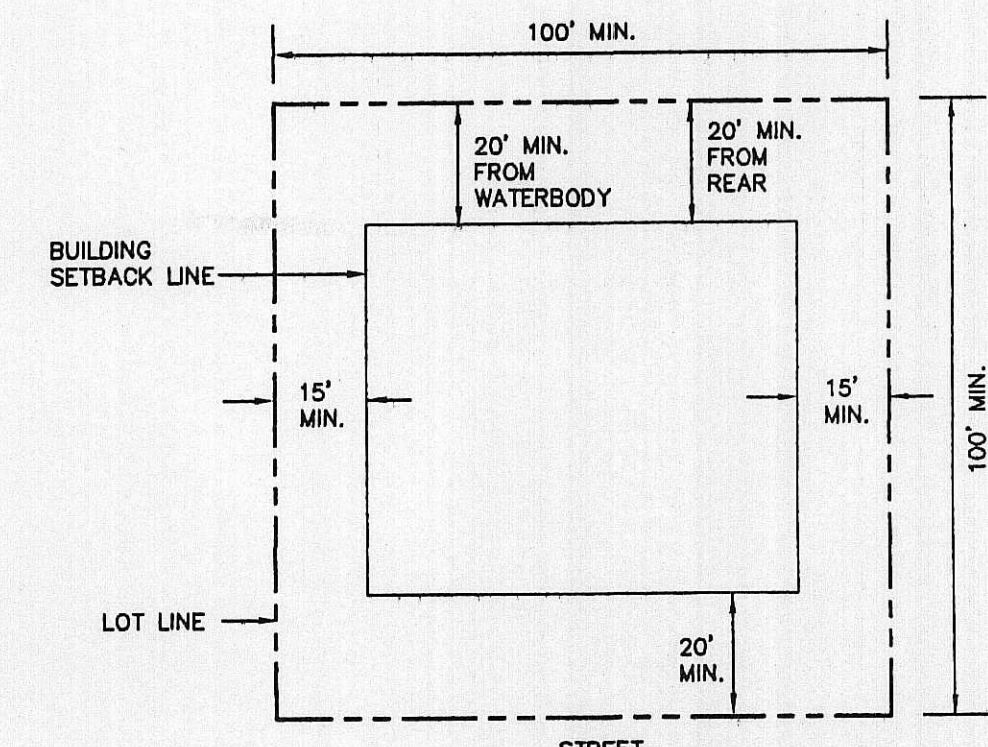 100' MIN.
20' MIN.
FROM
WATERBODY
20' MIN.
FROM
REAR
BUILDING
SETBACK LINE
15'
MIN.
15'
MIN.
100' MIN.
LOT LINE
20'
MIN.
STREET